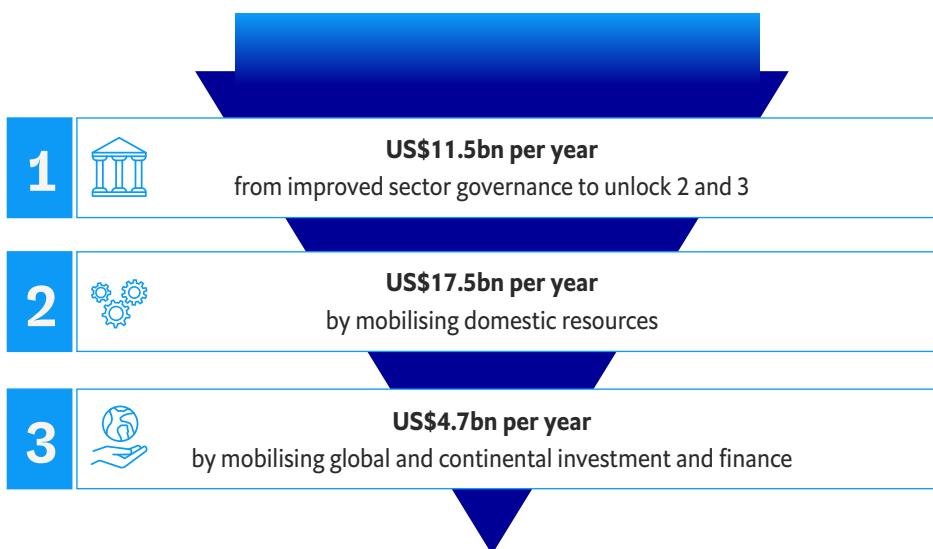 1
US$11.5bn per year
from improved sector governance to unlock 2 and 3
2
US$17.5bn per year
by mobilising domestic resources
3
US$4.7bn per year
by mobilising global and continental investment and finance